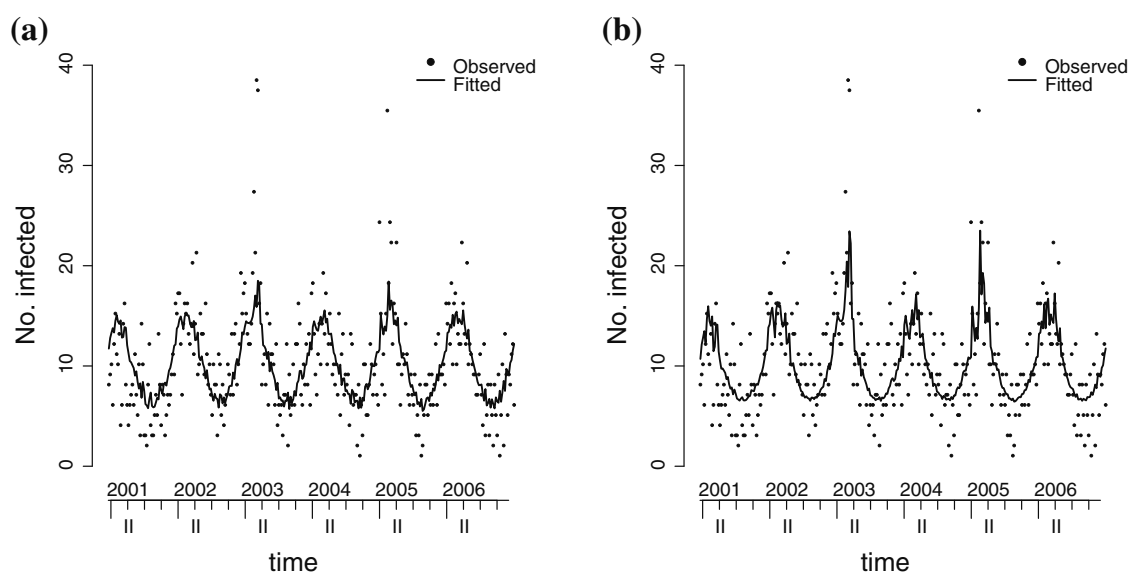 (a)
No. infected
40
30
20
10
0
Observed
Fitted
2001 2002 2003 2004 2005 2006
II II II II II II
time
(b)
No. infected
40
30
20
10
0
Observed
Fitted
2001 2002 2003 2004 2005 2006
II II II II II II
time